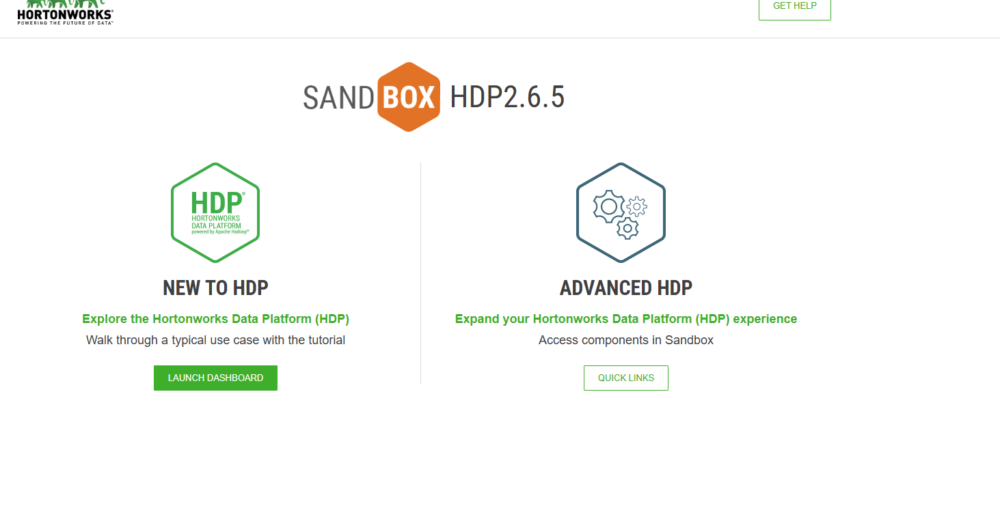 HORTONWORKS®
POWERING THE FUTURE OF DATA™
GET HELP
SANDBOX HDP2.6.5
HDP®
HORTONWORKS
DATA PLATFORM
powered by Apache Hadoop®
NEW TO HDP
Explore the Hortonworks Data Platform (HDP)
Walk through a typical use case with the tutorial
LAUNCH DASHBOARD
ADVANCED HDP
Expand your Hortonworks Data Platform (HDP) experience
Access components in Sandbox
QUICK LINKS